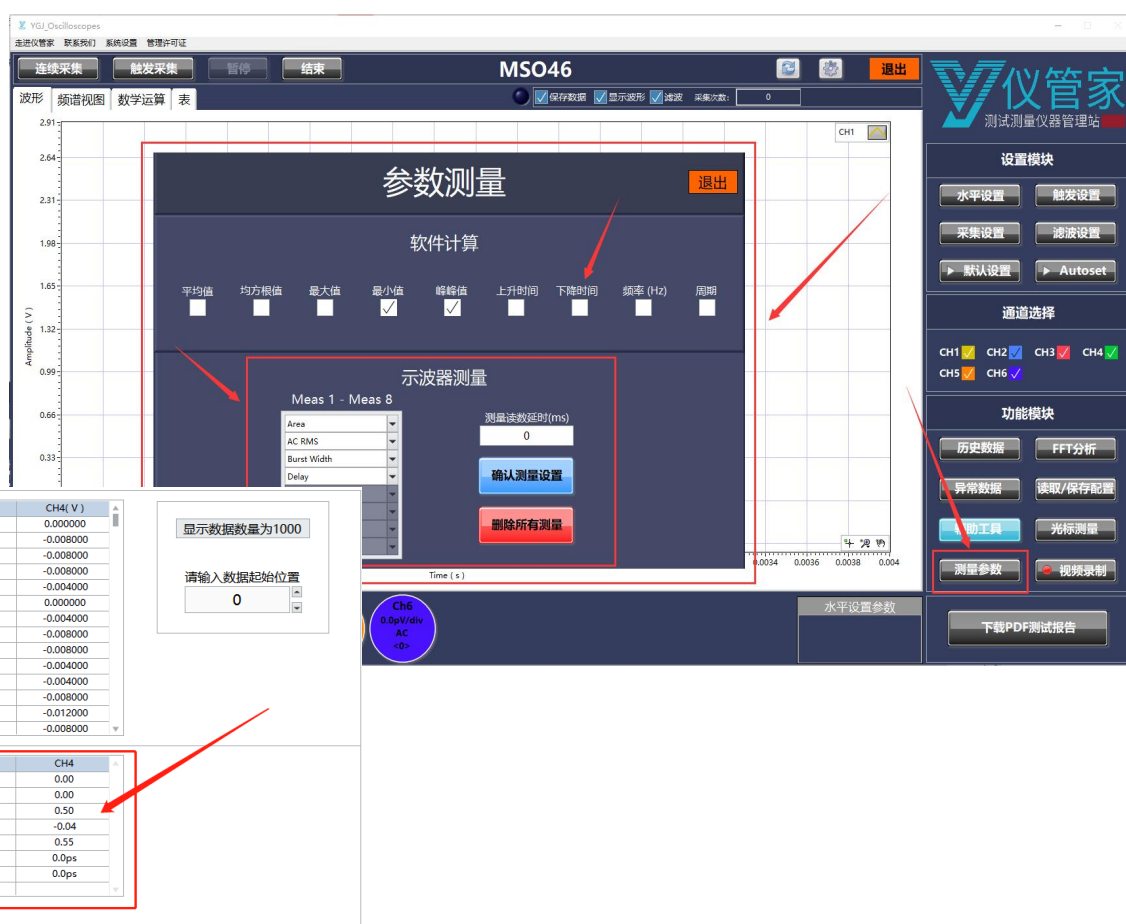 YGJ_Oscilloscopes
走进仪管家 联系我们 系统设置 管理许可证
连续采集 触发采集 暂停 结束 MSO46 退出
波形 频谱视图 数学运算 表 保存数据 显示波形 滤波 采集次数: 0
仪管家
测试测量仪器管理站
CH1
2.91
2.64
2.31
1.98
1.65
1.32
0.99
0.66
0.33
Amplitude ( V )
参数测量 退出
软件计算
平均值 均方根值 最大值 最小值 峰峰值 上升时间 下降时间 频率 (Hz) 周期
示波器测量
Meas 1 - Meas 8
Area
AC RMS
Burst Width
Delay
测量读数延时(ms)
0
确认测量设置
删除所有测量
0.0034 0.0036 0.0038 0.004
Time ( s )
Ch6
0.0pV/div
AC
<0>
水平设置参数
设置模块
水平设置 触发设置
采集设置 滤波设置
默认设置 Autoset
通道选择
CH1 CH2 CH3 CH4
CH5 CH6
功能模块
历史数据 FFT分析
异常数据 读取/保存配置
辅助工具 光标测量
测量参数 视频录制
下载PDF测试报告
CH4( V )
0.000000
-0.008000
-0.008000
-0.008000
-0.004000
0.000000
-0.004000
-0.008000
-0.008000
-0.004000
-0.004000
-0.008000
-0.012000
-0.008000
显示数据数量为1000
请输入数据起始位置
0
CH4
0.00
0.00
0.50
-0.04
0.55
0.0ps
0.0ps